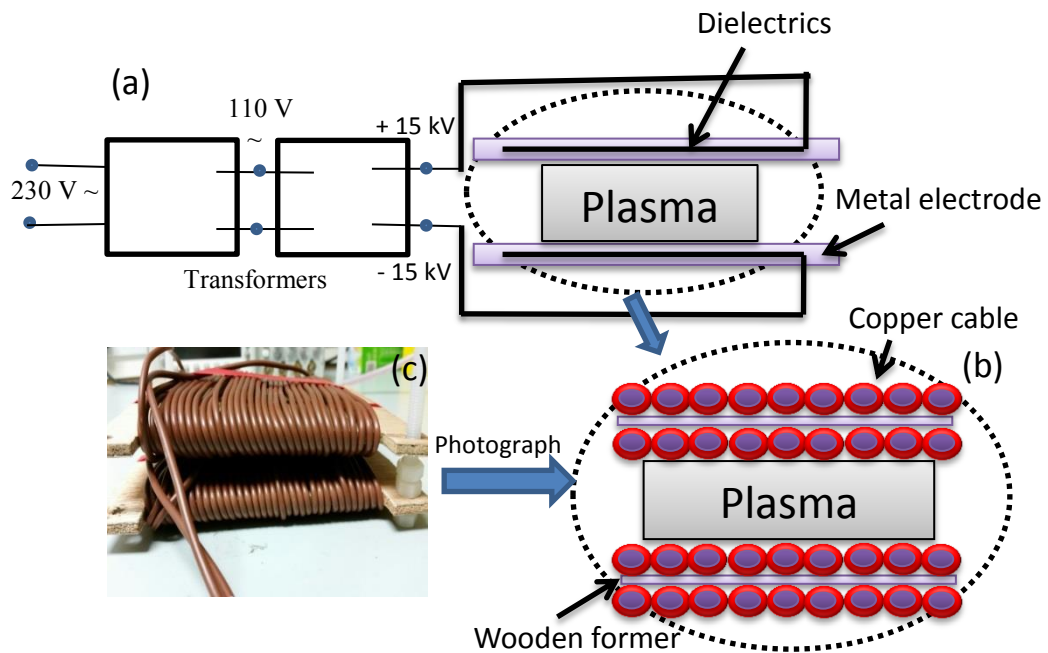 Dielectrics
(a)
110 V
~
+ 15 kV
230 V ~
Plasma
Metal electrode
Transformers
- 15 kV
Copper cable
(c)
(b)
Photograph
Plasma
Wooden former